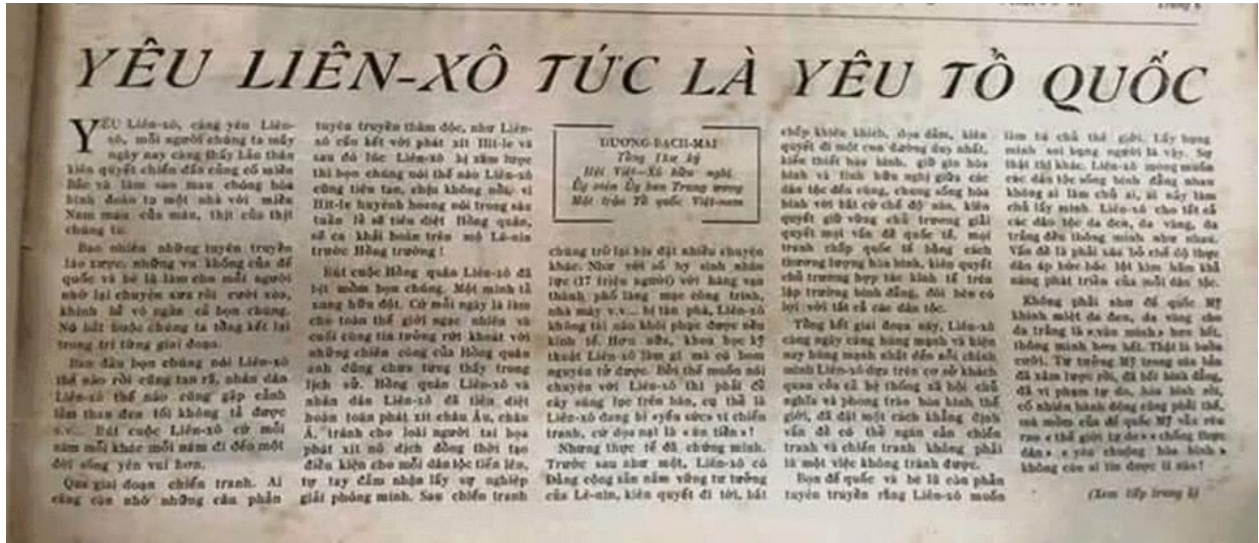 Trang 6
YÊU LIÊN-XÔ TỨC LÀ YÊU TỔ QUỐC
YÊU Liên-xô, càng yêu Liên-
xô, mỗi người chúng ta mấy
ngày nay càng thấy bản thân
kiên quyết chiến đấu củng cố miền
Bắc và làm sao mau chóng hòa
bình đoàn tụ một nhà với miền
Nam máu của máu, thịt của thịt
chúng ta.
Bao nhiêu những tuyên truyền
láo xược, những vu khống của đế
quốc và bè lũ làm cho mỗi người
nhớ lại chuyện xưa rồi cười xòa,
khinh bỉ vô ngần cả bọn chúng.
Nó bắt buộc chúng ta tổng kết lại
trong trí từng giai đoạn.
Ban đầu bọn chúng nói Liên-xô
thế nào rồi cũng tan rã, nhân dân
Liên-xô thế nào cũng gặp cảnh
lầm than đen tối không tả được
v.v... Rút cuộc Liên-xô cứ mỗi
năm mỗi khác mỗi năm đi đến một
đời sống yên vui hơn.
Qua giai đoạn chiến tranh. Ai
cũng còn nhớ những câu phản
tuyên truyền thâm độc, như Liên-
xô cấu kết với phát xít Hít-le và
sau đó lúc Liên-xô bị xâm lược
thì bọn chúng nói thế nào Liên-xô
cũng tiêu tan, chịu không nổi, vì
Hít-le huyênh hoang nói trong sáu
tuần lễ sẽ tiêu diệt Hồng quân,
sẽ ca khải hoàn trên mộ Lê-nin
trước Hồng trường !
Rút cuộc Hồng quân Liên-xô đã
bịt mồm bọn chúng. Một mình tả
xung hữu đột. Cứ mỗi ngày là làm
cho toàn thế giới ngạc nhiên và
cuối cùng tin tưởng rứt khoát với
những chiến công của Hồng quân
anh dũng chưa từng thấy trong
lịch sử. Hồng quân Liên-xô và
nhân dân Liên-xô đã tiêu diệt
hoàn toàn phát xít châu Âu, châu
Á, tránh cho loài người tai họa
phát xít nô dịch đồng thời tạo
điều kiện cho mỗi dân tộc tiến lên,
tự tay đảm nhận lấy sự nghiệp
giải phóng mình. Sau chiến tranh
DƯƠNG-BẠCH-MAI
Tổng Thư ký
Hội Việt-Xô hữu nghị
Ủy viên Ủy ban Trung ương
Mặt trận Tổ quốc Việt-nam
chúng trở lại bịa đặt nhiều chuyện
khác. Như với số hy sinh nhân
lực (17 triệu người) với hàng vạn
thành phố làng mạc công trình,
nhà máy v.v... bị tàn phá, Liên-xô
không tài nào khôi phục được nền
kinh tế. Hơn nữa, khoa học kỹ
thuật Liên-xô làm gì mà có bom
nguyên tử được. Bởi thế muốn nói
chuyện với Liên-xô thì phải để
cây súng lục trên bàn, cụ thể là
Liên-xô đang bị «yếu sức» vì chiến
tranh, cứ dọa nạt là «ăn tiền» !
Nhưng thực tế đã chứng minh.
Trước sau như một, Liên-xô có
Đảng cộng sản nắm vững tư tưởng
của Lê-nin, kiên quyết đi tới, bất
chấp khiêu khích, dọa dẫm, kiên
quyết đi một con đường duy nhất,
kiến thiết hòa bình, giữ gìn hòa
bình và tình hữu nghị giữa các
dân tộc đến cùng, chung sống hòa
bình với bất cứ chế độ nào, kiên
quyết giữ vững chủ trương giải
quyết mọi vấn đề quốc tế, mọi
tranh chấp quốc tế bằng cách
thương lượng hòa bình, kiên quyết
chủ trương hợp tác kinh tế trên
lập trường bình đẳng, đôi bên có
lợi với tất cả các dân tộc.
Tổng kết giai đoạn này, Liên-xô
càng ngày càng hùng mạnh và hiện
nay hùng mạnh nhất đến nỗi chính
mình Liên-xô dựa trên cơ sở khách
quan của cả hệ thống xã hội chủ
nghĩa và phong trào hòa bình thế
giới, đã đặt một cách khẳng định
vấn đề có thể ngăn cản chiến
tranh và chiến tranh không phải
là một việc không tránh được.
Bọn đế quốc và bè lũ còn phản
tuyên truyền rằng Liên-xô muốn
làm bá chủ thế giới. Lấy bụng
mình soi bụng người là vậy. Sự
thật thì khác. Liên-xô mong muốn
các dân tộc sống bình đẳng nhau
không ai làm chủ ai, ai nấy làm
chủ lấy mình. Liên-xô cho tất cả
các dân tộc da đen, da vàng, da
trắng đều thông minh như nhau.
Vấn đề là phải xóa bỏ chế độ thực
dân áp bức bóc lột kìm hãm khả
năng phát triển của mỗi dân tộc.
Không phải như đế quốc Mỹ
khinh miệt da đen, da vàng cho
da trắng là «văn minh» hơn hết,
thông minh hơn hết. Thật là buồn
cười. Tư tưởng Mỹ trong căn bản
đã xâm lược rồi, đã hết bình đẳng,
đã vi phạm tự do, hòa bình rồi,
cố nhiên hành động cũng phải thế,
mà mồm của đế quốc Mỹ vẫn rêu
rao «thế giới tự do» «chống thực
dân» «yêu chuộng hòa bình»
không còn ai tin được tí nào !
(Xem tiếp trang